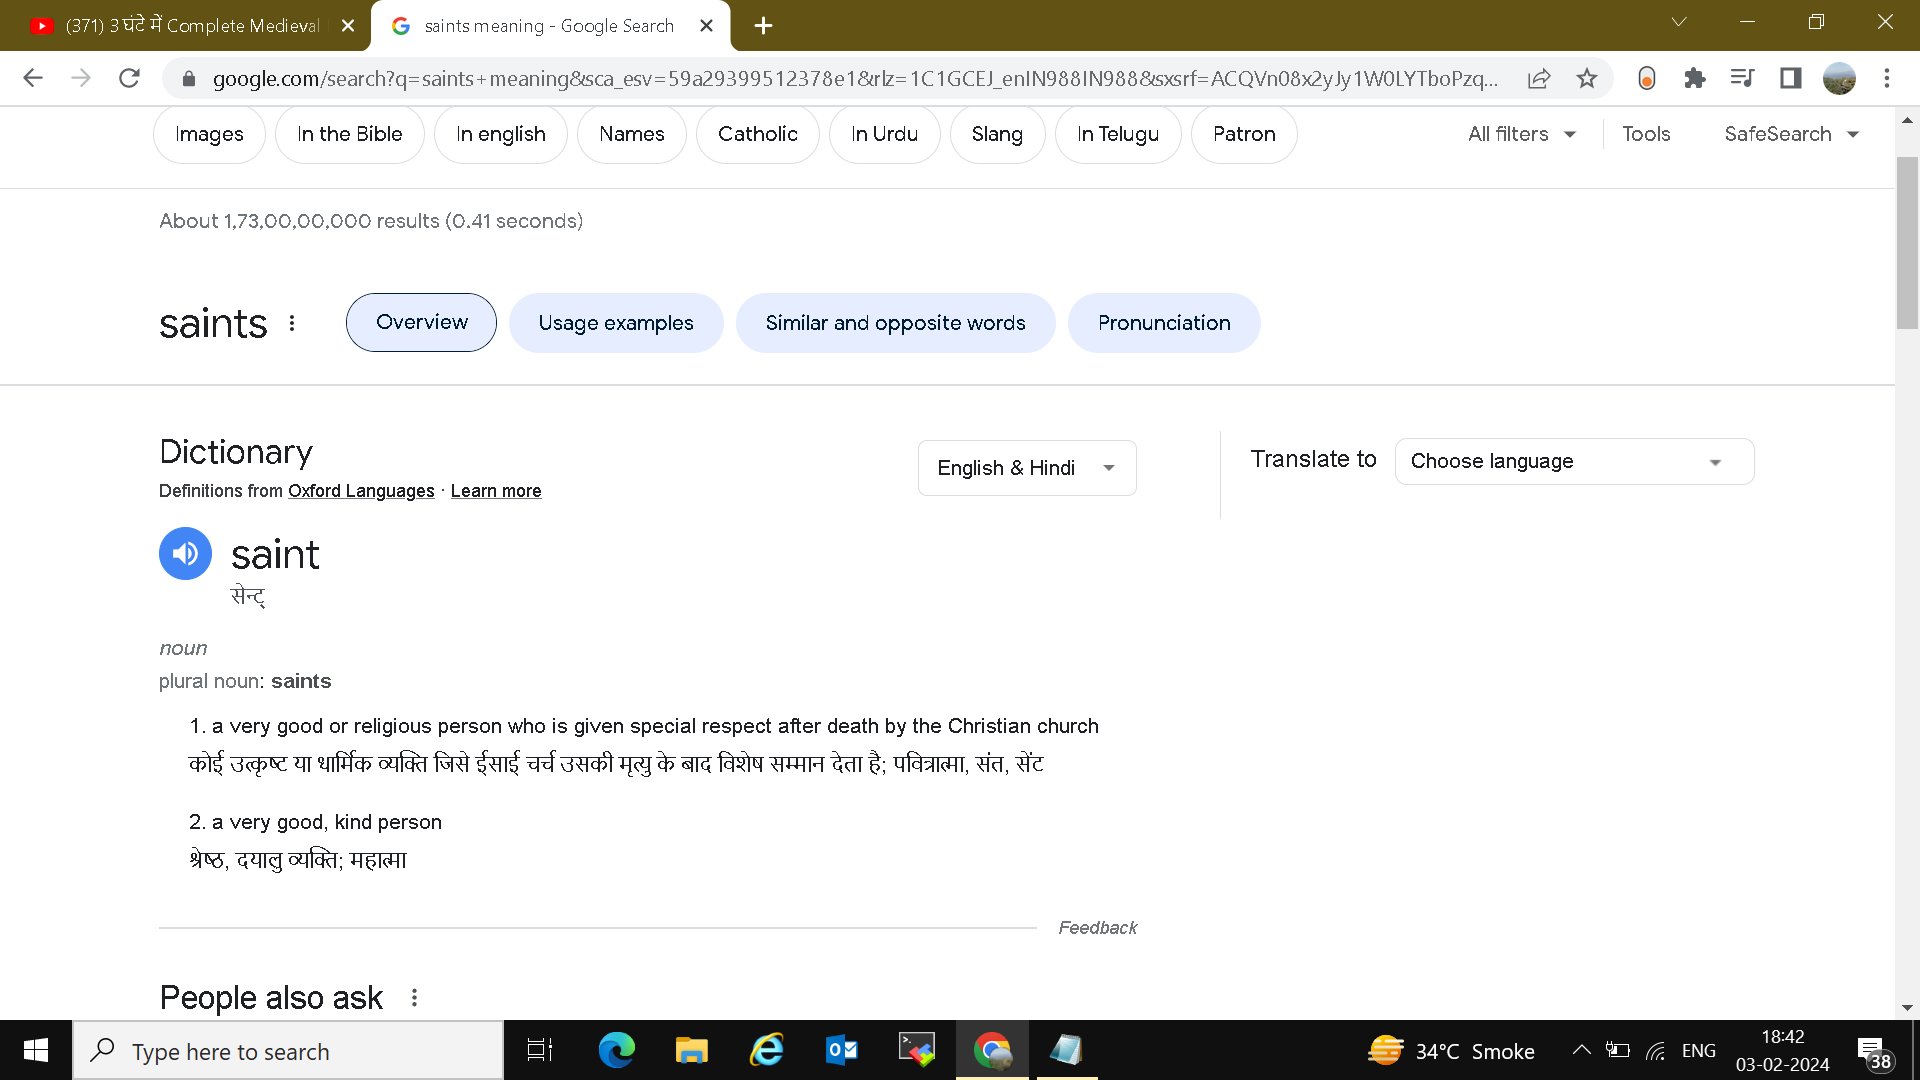 (371) 3 घंटे में Complete Medieval
saints meaning - Google Search
google.com/search?q=saints+meaning&sca_esv=59a29399512378e1&rlz=1C1GCEJ_enIN988IN988&sxsrf=ACQVn08x2yJy1W0LYTboPzq...
Images
In the Bible
In english
Names
Catholic
In Urdu
Slang
In Telugu
Patron
All filters
Tools
SafeSearch
About 1,73,00,00,000 results (0.41 seconds)
saints
Overview
Usage examples
Similar and opposite words
Pronunciation
Dictionary
Definitions from Oxford Languages · Learn more
English & Hindi
Translate to
Choose language
saint
सेन्ट्
noun
plural noun: saints
1. a very good or religious person who is given special respect after death by the Christian church
कोई उत्कृष्ट या धार्मिक व्यक्ति जिसे ईसाई चर्च उसकी मृत्यु के बाद विशेष सम्मान देता है; पवित्रात्मा, संत, सेंट
2. a very good, kind person
श्रेष्ठ, दयालु व्यक्ति; महात्मा
Feedback
People also ask
Type here to search
34°C Smoke
ENG
18:42
03-02-2024
38